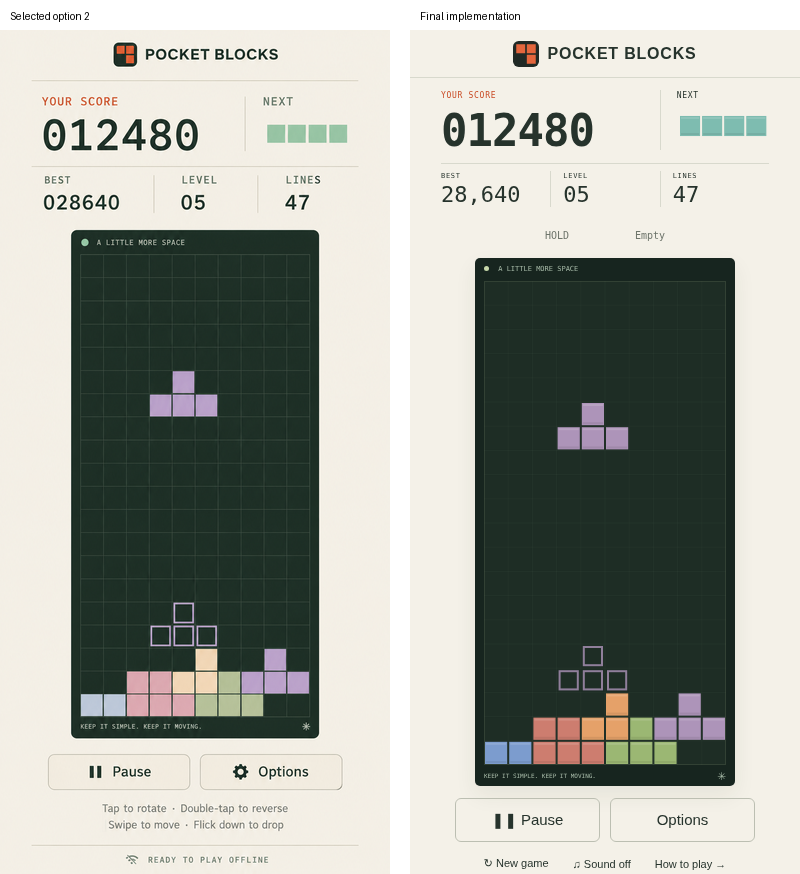 Selected option 2
POCKET BLOCKS
YOUR SCORE
012480
NEXT
BEST
028640
LEVEL
05
LINES
47
A LITTLE MORE SPACE
KEEP IT SIMPLE. KEEP IT MOVING.
Pause
Options
Tap to rotate · Double-tap to reverse
Swipe to move · Flick down to drop
READY TO PLAY OFFLINE
Final implementation
POCKET BLOCKS
YOUR SCORE
012480
NEXT
BEST
28,640
LEVEL
05
LINES
47
HOLD Empty
A LITTLE MORE SPACE
KEEP IT SIMPLE. KEEP IT MOVING.
Pause
Options
↻ New game ♫ Sound off How to play →